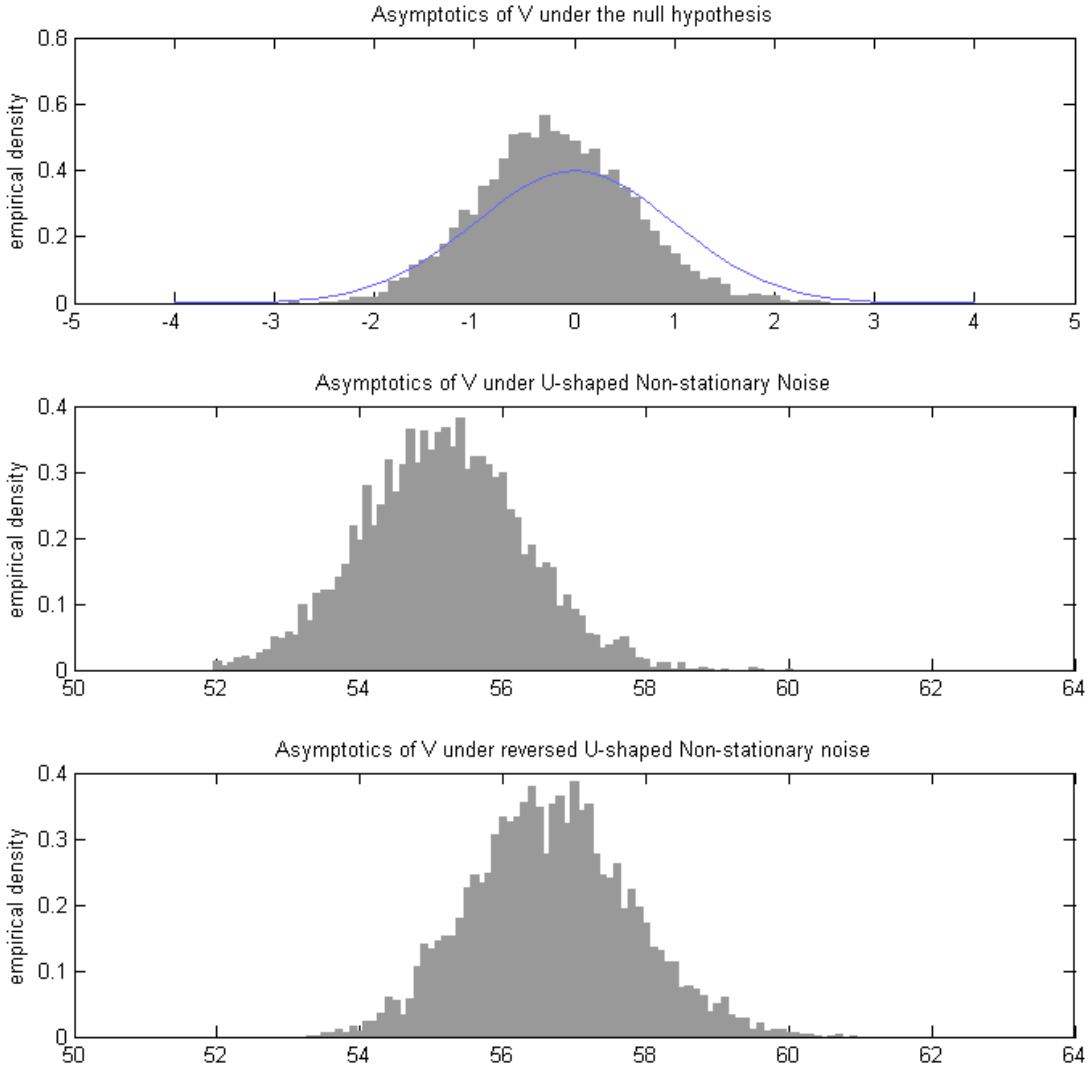 Asymptotics of V under the null hypothesis
empirical density
0.8
0.6
0.4
0.2
0
-5 -4 -3 -2 -1 0 1 2 3 4 5
Asymptotics of V under U-shaped Non-stationary Noise
empirical density
0.4
0.3
0.2
0.1
0
50 52 54 56 58 60 62 64
Asymptotics of V under reversed U-shaped Non-stationary noise
empirical density
0.4
0.3
0.2
0.1
0
50 52 54 56 58 60 62 64